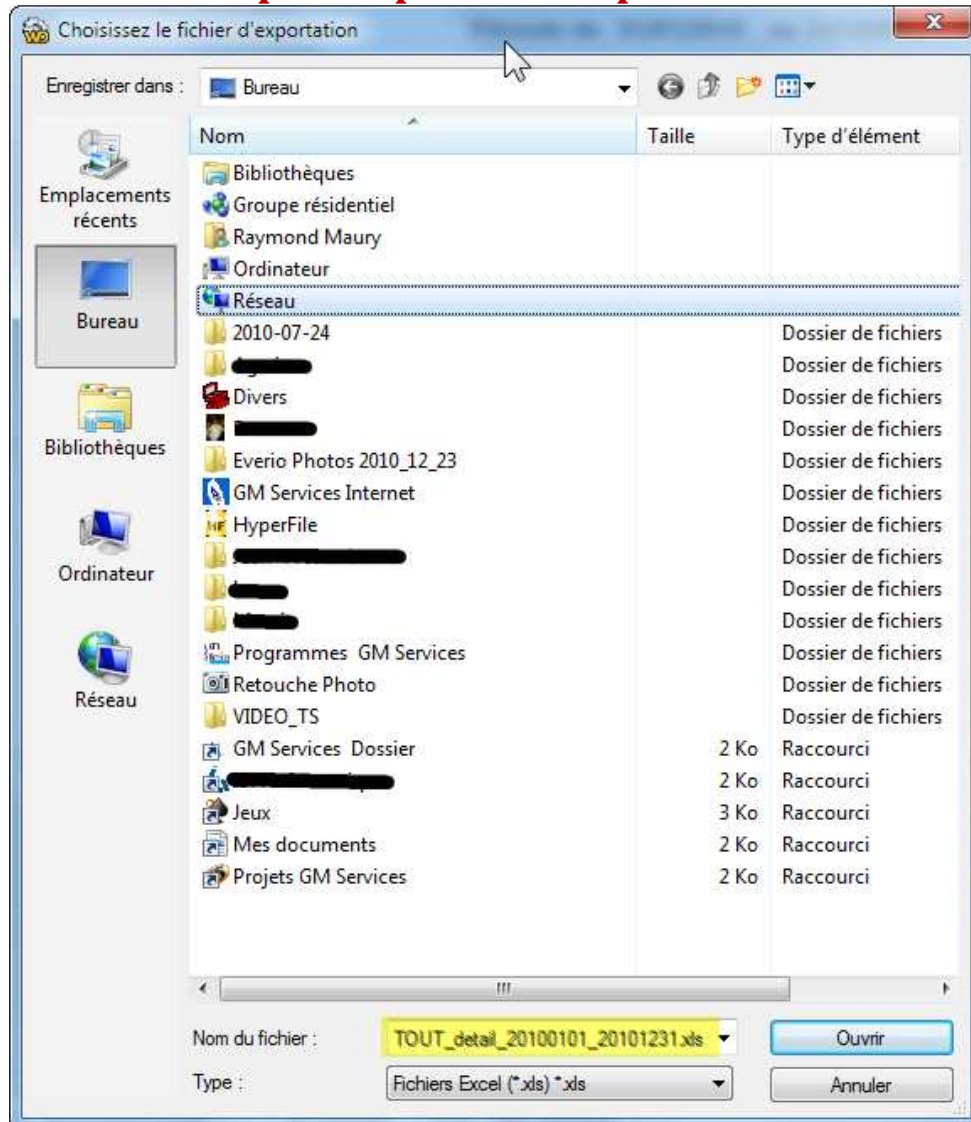 Choisissez le fichier d'exportation
Enregistrer dans : Bureau
Nom Taille Type d'élément
Emplacements récents
Bureau
Bibliothèques
Ordinateur
Réseau
Bibliothèques
Groupe résidentiel
Raymond Maury
Ordinateur
Réseau
2010-07-24 Dossier de fichiers
Dossier de fichiers
Divers Dossier de fichiers
Dossier de fichiers
Everio Photos 2010_12_23 Dossier de fichiers
GM Services Internet Dossier de fichiers
HyperFile Dossier de fichiers
Dossier de fichiers
Dossier de fichiers
Dossier de fichiers
Programmes GM Services Dossier de fichiers
Retouche Photo Dossier de fichiers
VIDEO_TS Dossier de fichiers
GM Services Dossier 2 Ko Raccourci
2 Ko Raccourci
Jeux 3 Ko Raccourci
Mes documents 2 Ko Raccourci
Projets GM Services 2 Ko Raccourci
Nom du fichier : TOUT_detail_20100101_20101231.xls Ouvrir
Type : Fichiers Excel (*.xls) *.xls Annuler